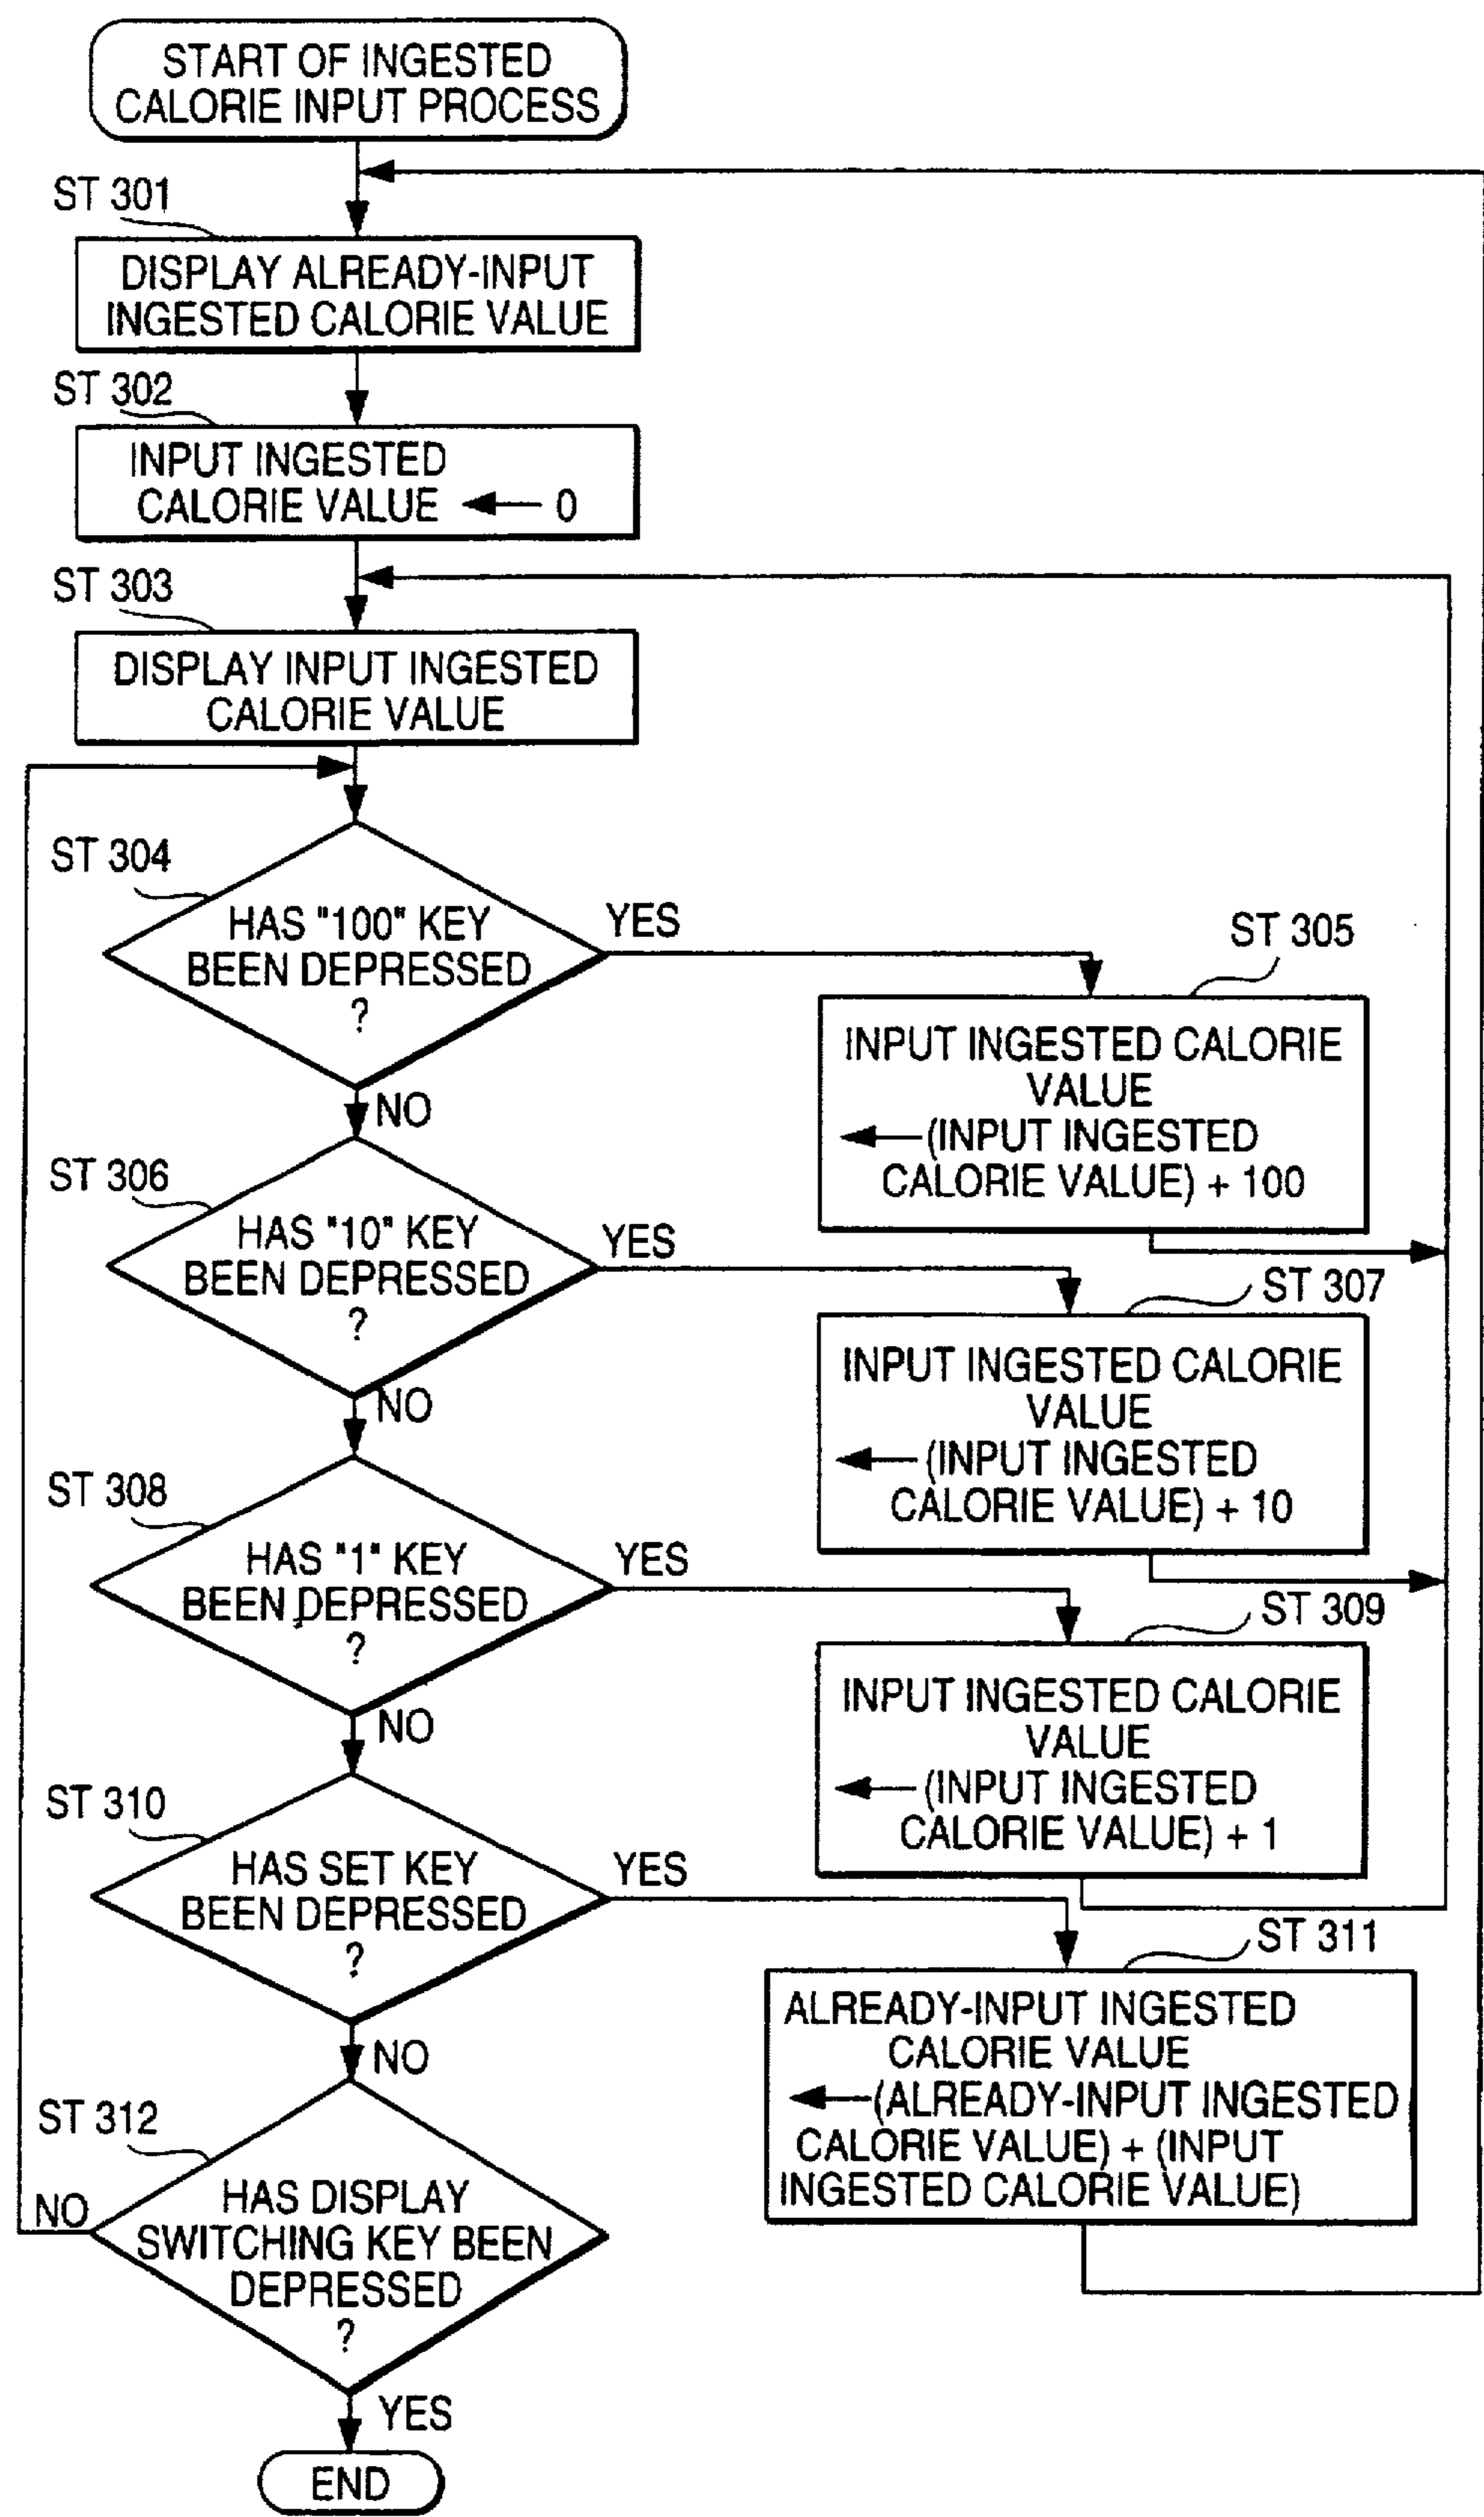 START OF INGESTED
CALORIE INPUT PROCESS
ST 301
DISPLAY ALREADY-INPUT
INGESTED CALORIE VALUE
ST 302
INPUT INGESTED
CALORIE VALUE ← 0
ST 303
DISPLAY INPUT INGESTED
CALORIE VALUE
ST 304
HAS "100" KEY
BEEN DEPRESSED
?
YES
NO
ST 305
INPUT INGESTED CALORIE
VALUE
←(INPUT INGESTED
CALORIE VALUE) + 100
ST 306
HAS "10" KEY
BEEN DEPRESSED
?
YES
NO
ST 307
INPUT INGESTED CALORIE
VALUE
←(INPUT INGESTED
CALORIE VALUE) + 10
ST 308
HAS "1" KEY
BEEN DEPRESSED
?
YES
NO
ST 309
INPUT INGESTED CALORIE
VALUE
←(INPUT INGESTED
CALORIE VALUE) + 1
ST 310
HAS SET KEY
BEEN DEPRESSED
?
YES
NO
ST 311
ALREADY-INPUT INGESTED
CALORIE VALUE
←(ALREADY-INPUT INGESTED
CALORIE VALUE) + (INPUT
INGESTED CALORIE VALUE)
ST 312
HAS DISPLAY
SWITCHING KEY BEEN
DEPRESSED
?
NO
YES
END